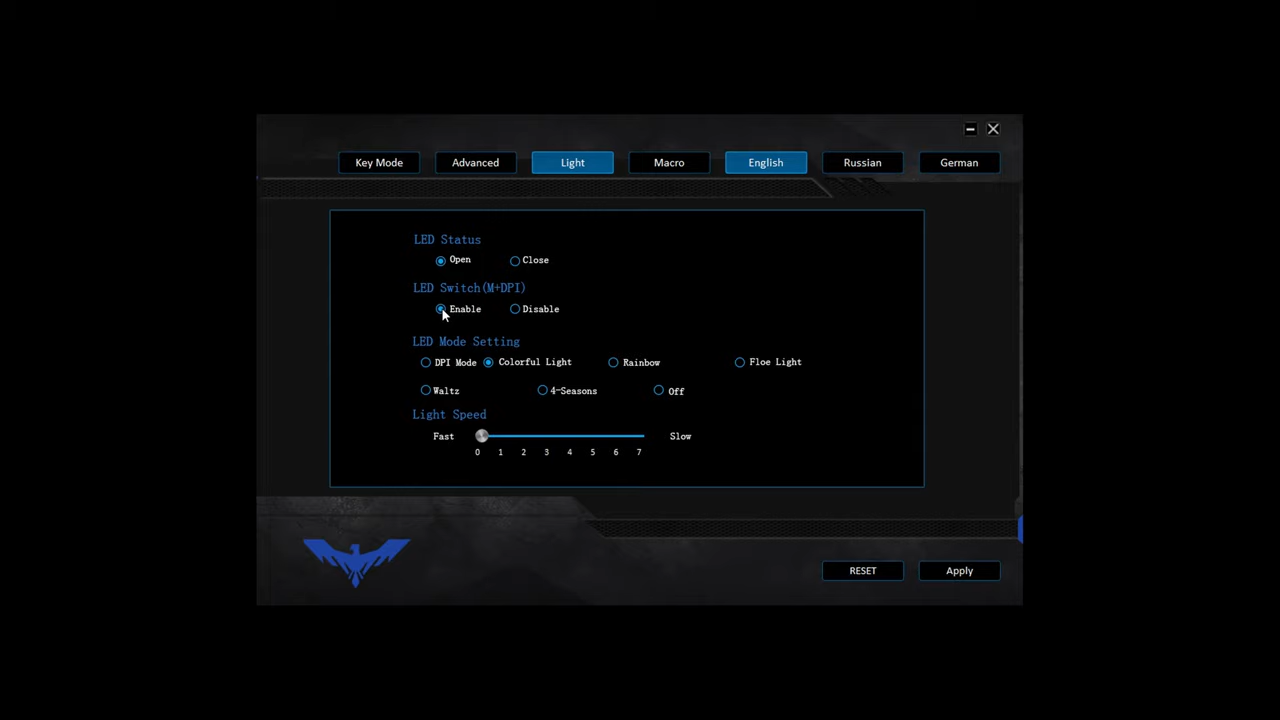 Key Mode Advanced Light Macro English Russian German
LED Status
Open Close
LED Switch(M+DPI)
Enable Disable
LED Mode Setting
DPI Mode Colorful Light Rainbow Floe Light
Waltz 4-Seasons Off
Light Speed
Fast Slow
0 1 2 3 4 5 6 7
RESET Apply